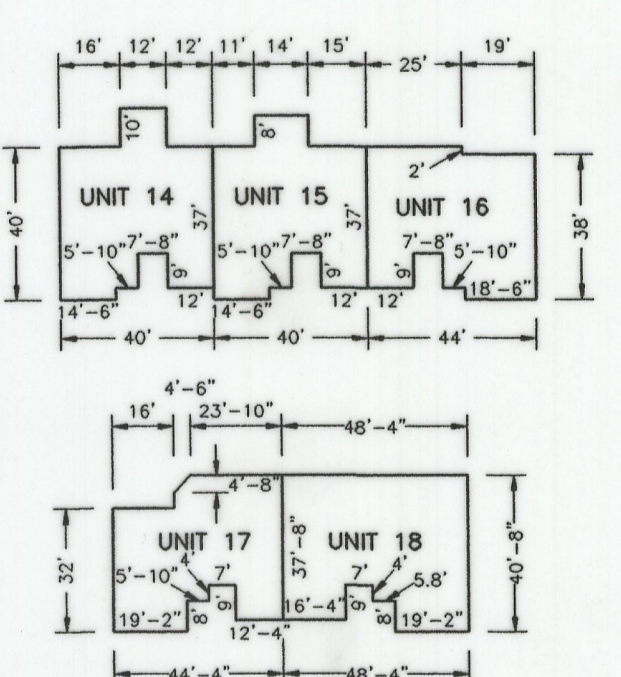 16' 12' 12' 11' 14' 15' 25' 19'
10' 8' 2'
UNIT 14 UNIT 15 UNIT 16
40' 37' 37' 38'
5'-10" 7'-8" 5'-10" 7'-8" 7'-8" 5'-10"
9' 9' 9'
14'-6" 12' 14'-6" 12' 12' 18'-6"
40' 40' 44'
4'-6"
16' 23'-10" 48'-4"
4'-8"
UNIT 17 UNIT 18
32' 37'-8" 40'-8"
5'-10" 4' 7' 7' 4' 5.8'
19'-2" 8' 9' 12'-4" 16'-4" 9' 8' 19'-2"
44'-4" 48'-4"